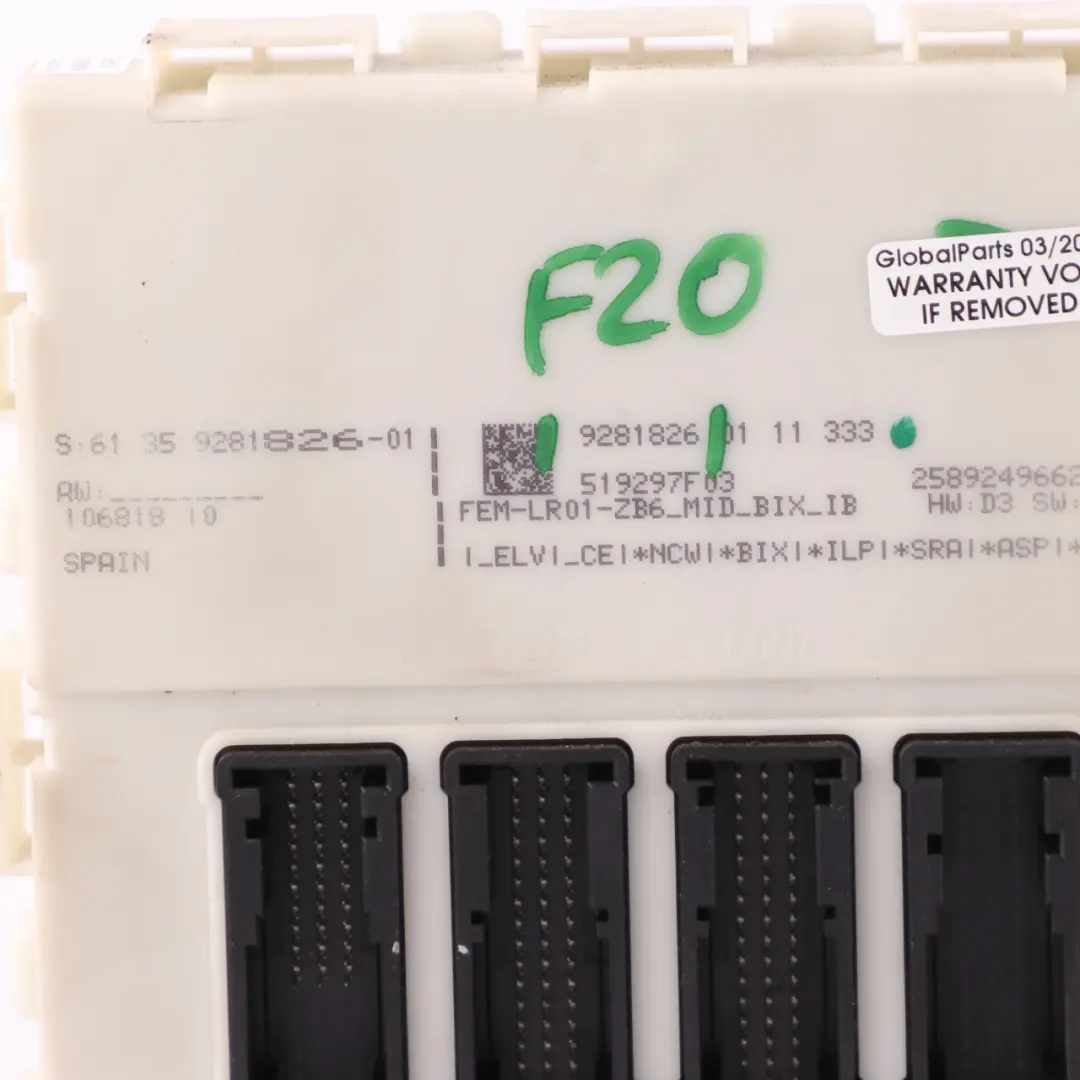 F20
GlobalParts 03/20
WARRANTY VO
IF REMOVED
S:61 35 9281826-01
AW:
106818 10
SPAIN
9281826 01 11 333
519297F03
2589249662
FEM-LR01-ZB6_MID_BIX_IB
HW:D3 SW:
|_ELV|_CE|*NCW|*BIX|*ILP|*SRA|*ASP|*